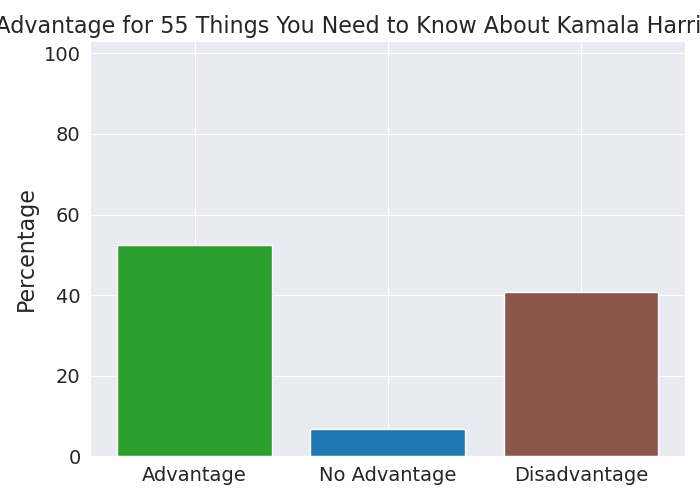 Advantage for 55 Things You Need to Know About Kamala Harri
100
80
60
40
20
0
Percentage
Advantage No Advantage Disadvantage